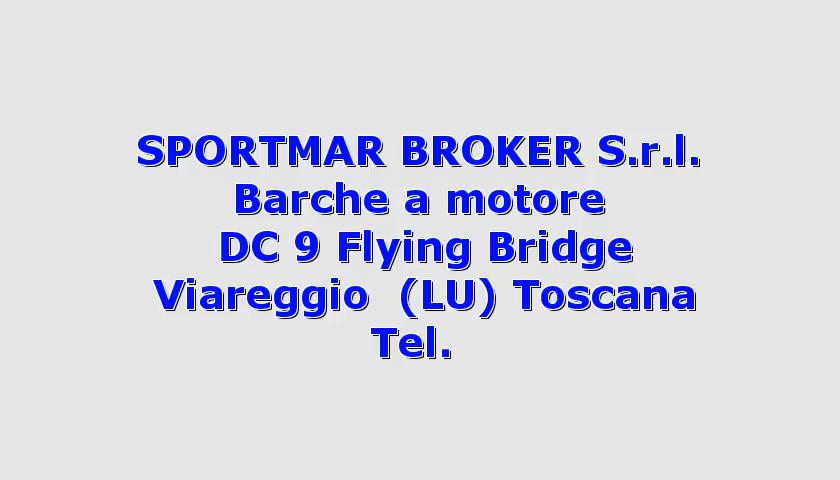 SPORTMAR BROKER S.r.l.
Barche a motore
DC 9 Flying Bridge
Viareggio (LU) Toscana
Tel.